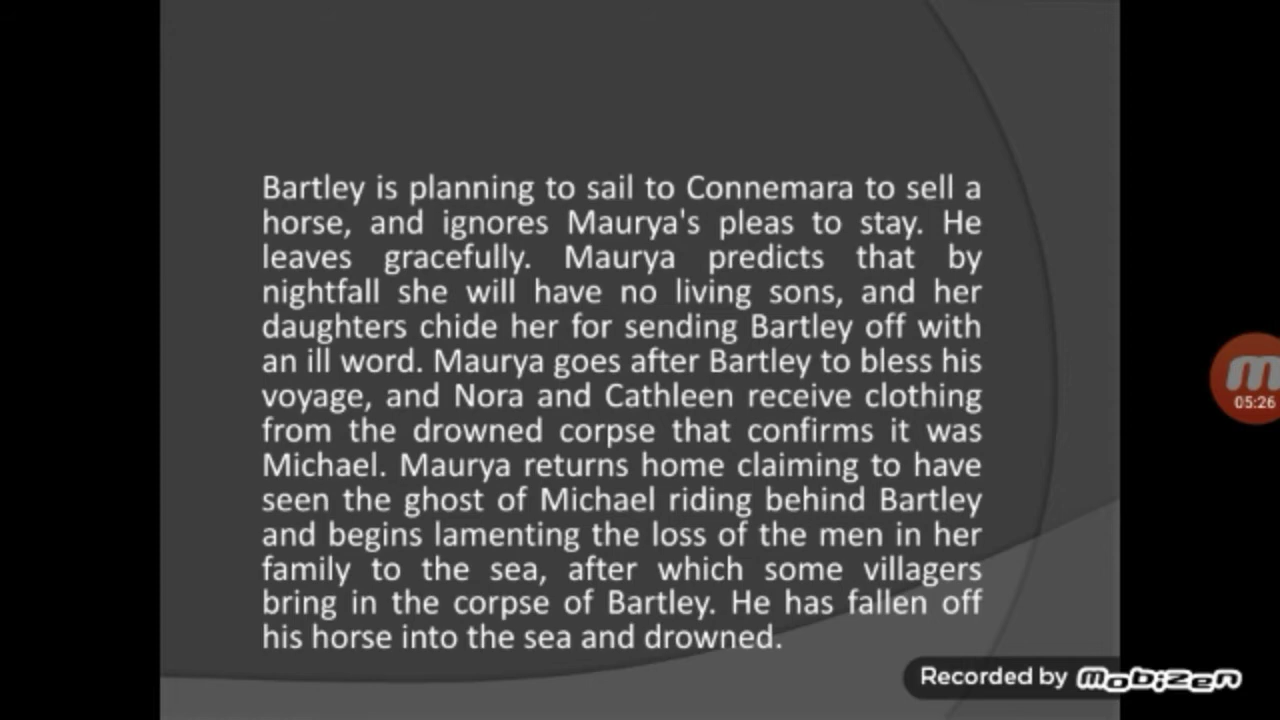 Bartley is planning to sail to Connemara to sell a
horse, and ignores Maurya's pleas to stay. He
leaves gracefully. Maurya predicts that by
nightfall she will have no living sons, and her
daughters chide her for sending Bartley off with
an ill word. Maurya goes after Bartley to bless his
voyage, and Nora and Cathleen receive clothing
from the drowned corpse that confirms it was
Michael. Maurya returns home claiming to have
seen the ghost of Michael riding behind Bartley
and begins lamenting the loss of the men in her
family to the sea, after which some villagers
bring in the corpse of Bartley. He has fallen off
his horse into the sea and drowned.
m
05:26
Recorded by mobizen